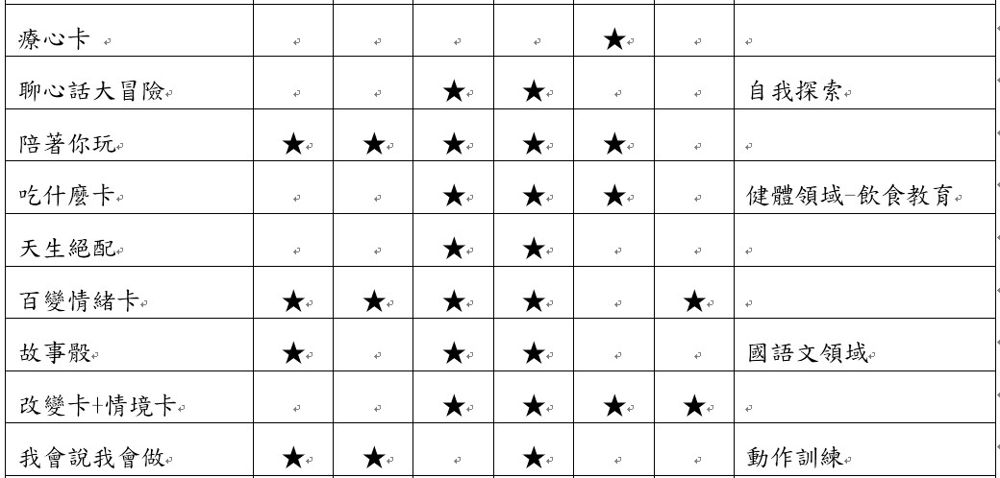 療心卡 ★
聊心話大冒險 ★ ★ 自我探索
陪著你玩 ★ ★ ★ ★ ★
吃什麼卡 ★ ★ ★ 健體領域-飲食教育
天生絕配 ★ ★
百變情緒卡 ★ ★ ★ ★ ★
故事骰 ★ ★ ★ 國語文領域
改變卡+情境卡 ★ ★ ★ ★
我會說我會做 ★ ★ ★ 動作訓練